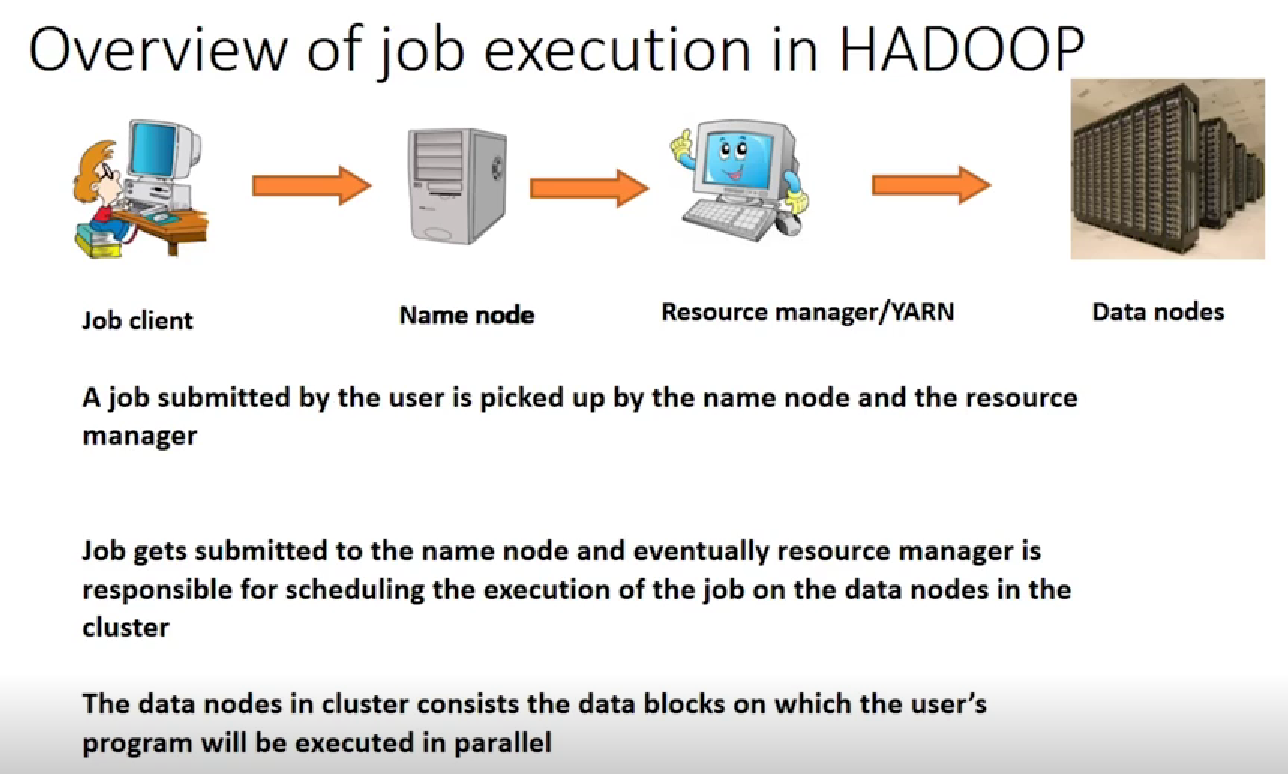 Overview of job execution in HADOOP
Job client
Name node
Resource manager/YARN
Data nodes
A job submitted by the user is picked up by the name node and the resource
manager
Job gets submitted to the name node and eventually resource manager is
responsible for scheduling the execution of the job on the data nodes in the
cluster
The data nodes in cluster consists the data blocks on which the user’s
program will be executed in parallel